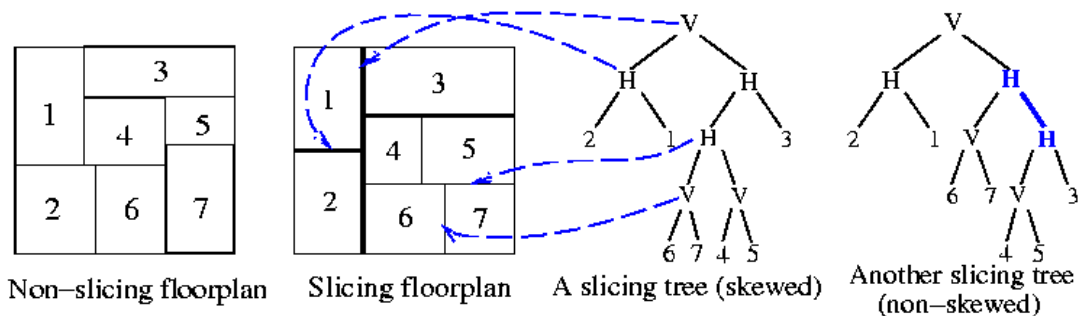 1
3
4
5
2
6
7
Non-slicing floorplan
1
3
4
5
2
6
7
Slicing floorplan
V
H H
2 1 H 3
V V
6 7 4 5
A slicing tree (skewed)
V
H H
2 1 V H
6 7 V 3
4 5
Another slicing tree
(non-skewed)